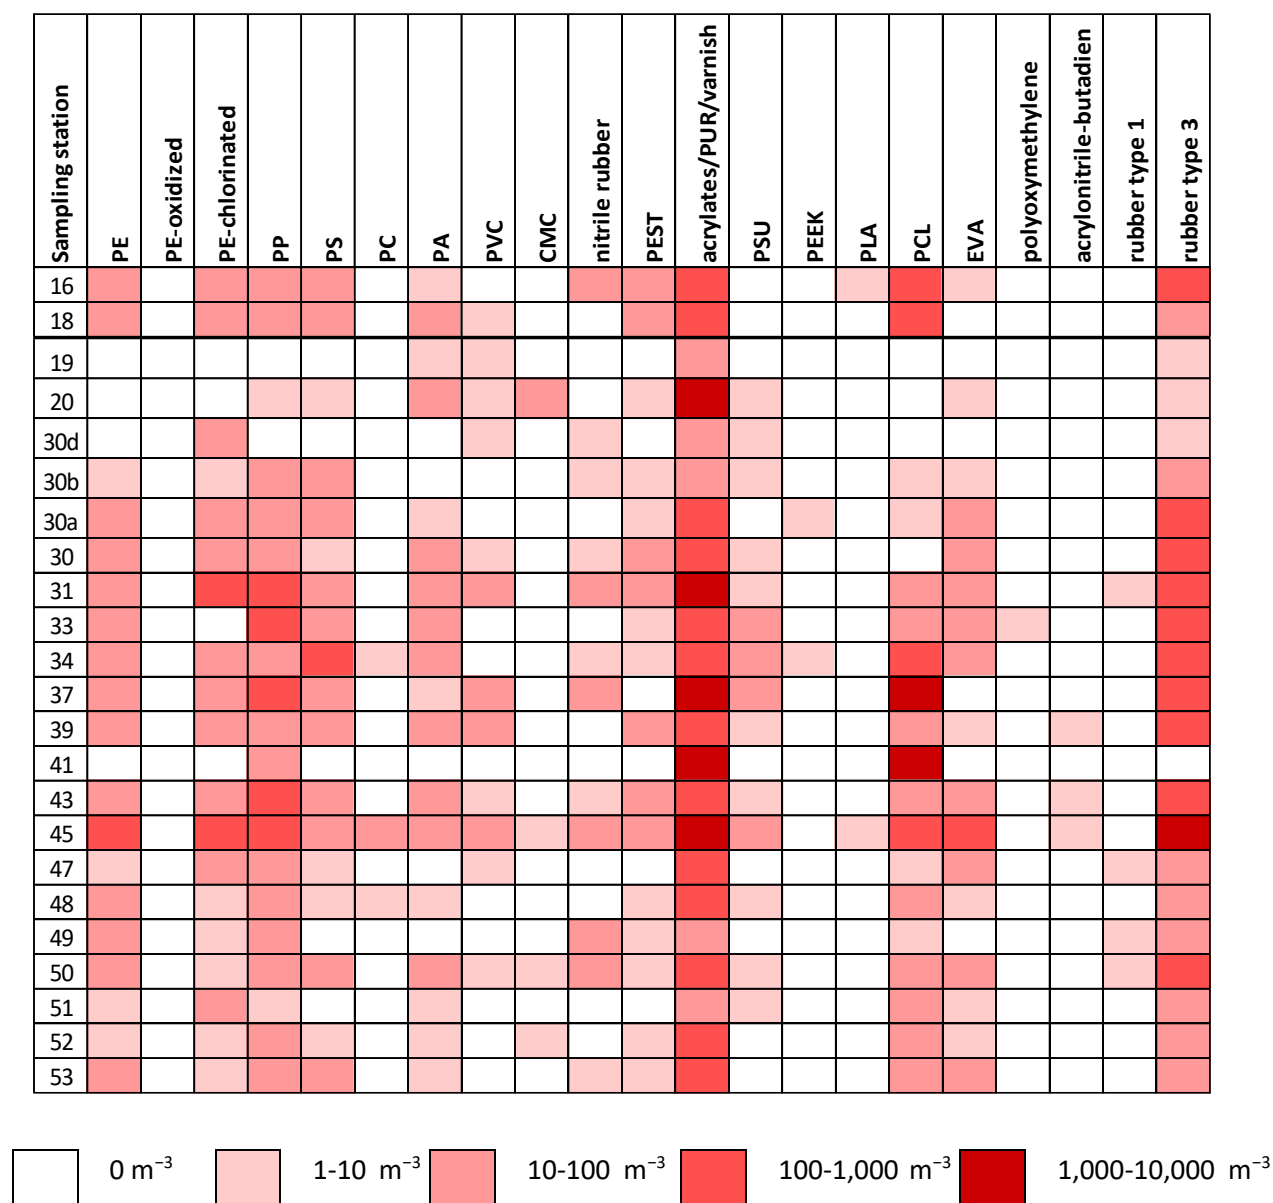 Sampling station
PE
PE-oxidized
PE-chlorinated
PP
PS
PC
PA
PVC
CMC
nitrile rubber
PEST
acrylates/PUR/varnish
PSU
PEEK
PLA
PCL
EVA
polyoxymethylene
acrylonitrile-butadien
rubber type 1
rubber type 3
16
18
19
20
30d
30b
30a
30
31
33
34
37
39
41
43
45
47
48
49
50
51
52
53
0 m⁻³ 1-10 m⁻³ 10-100 m⁻³ 100-1,000 m⁻³ 1,000-10,000 m⁻³